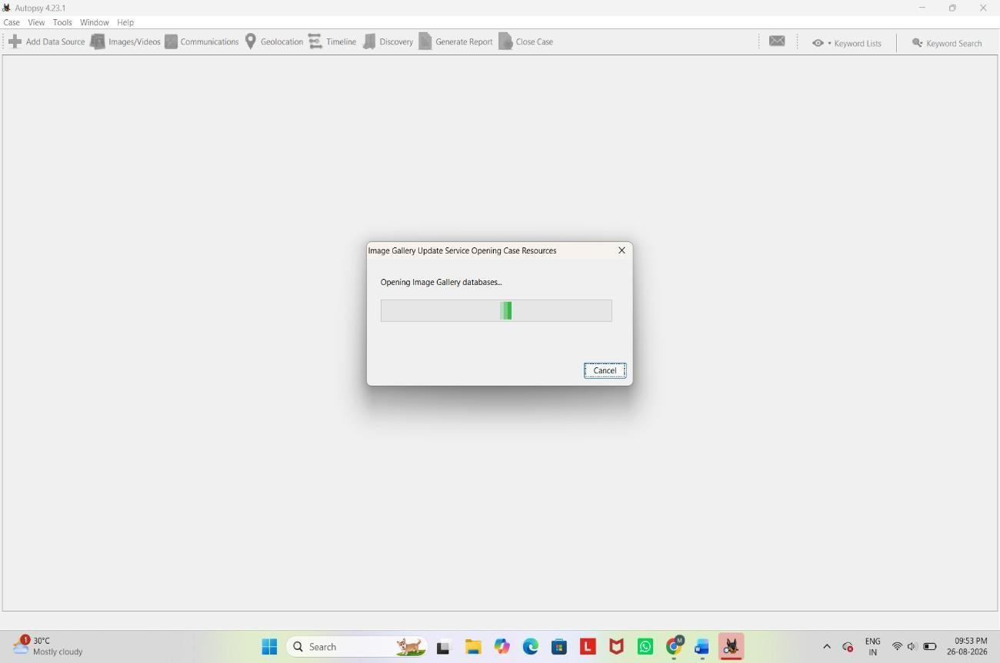 Autopsy 4.23.1
Case View Tools Window Help
Add Data Source Images/Videos Communications Geolocation Timeline Discovery Generate Report Close Case Keyword Lists Keyword Search
Image Gallery Update Service Opening Case Resources
Opening Image Gallery databases...
Cancel
1 30°C
Mostly cloudy
Search
L
M
W
ENG
IN
09:53 PM
26-08-2026